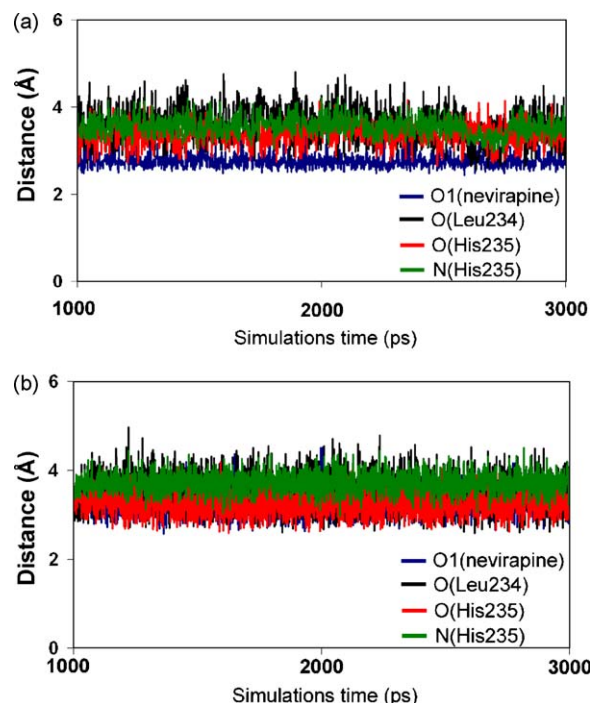 (a)
6
4
2
0
Distance (Å)
O1(nevirapine)
O(Leu234)
O(His235)
N(His235)
1000 2000 3000
Simulations time (ps)
(b)
6
4
2
0
Distance (Å)
O1(nevirapine)
O(Leu234)
O(His235)
N(His235)
1000 2000 3000
Simulations time (ps)